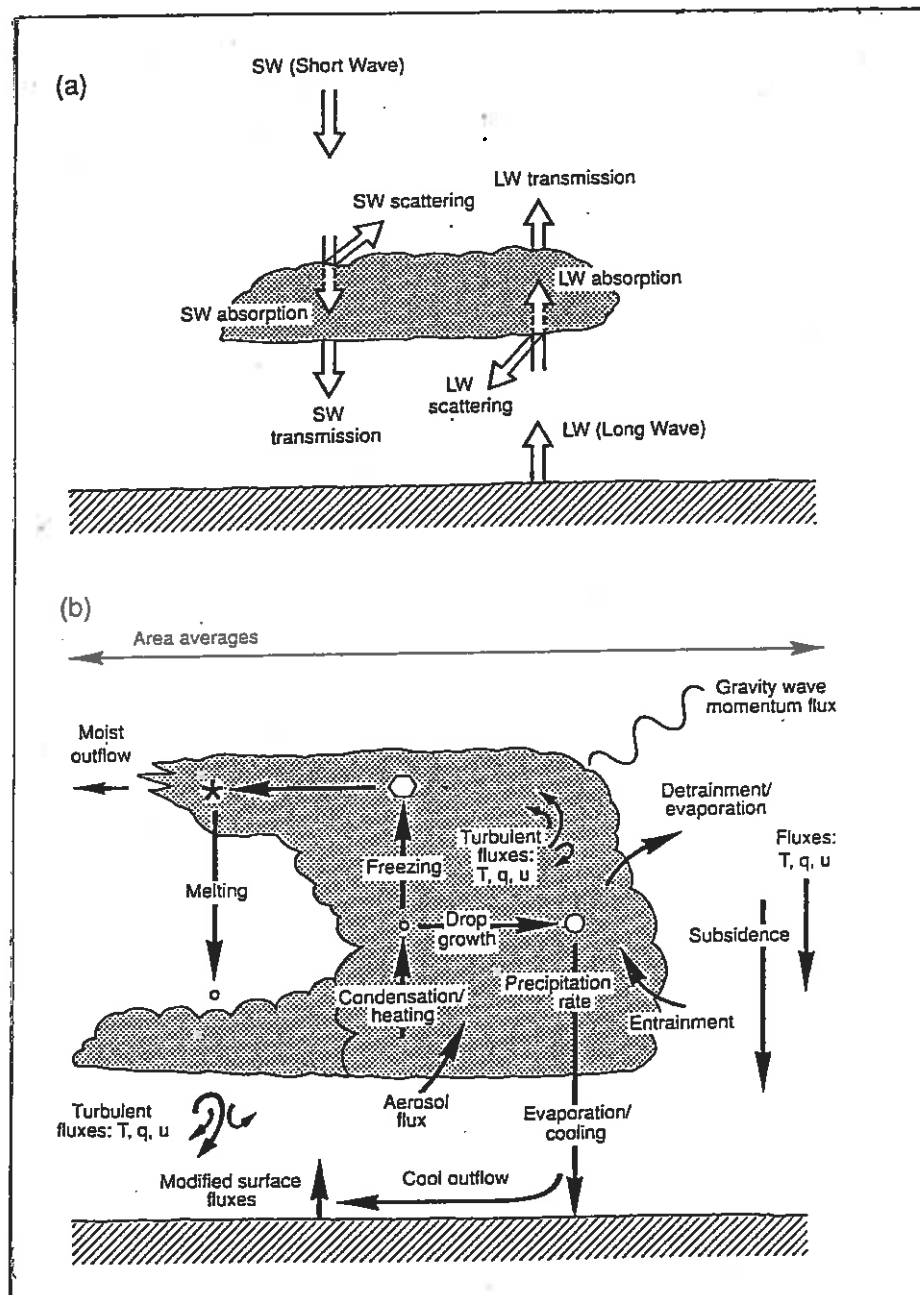 (a)
SW (Short Wave)
SW scattering
LW transmission
SW absorption
LW absorption
SW
transmission
LW
scattering
LW (Long Wave)
(b)
Area averages
Gravity wave
momentum flux
Moist
outflow
Detrainment/
evaporation
Turbulent
fluxes:
T, q, u
Fluxes:
T, q, u
Freezing
Melting
Drop
growth
Subsidence
Condensation/
heating
Precipitation
rate
Entrainment
Aerosol
flux
Turbulent
fluxes: T, q, u
Evaporation/
cooling
Modified surface
fluxes
Cool outflow